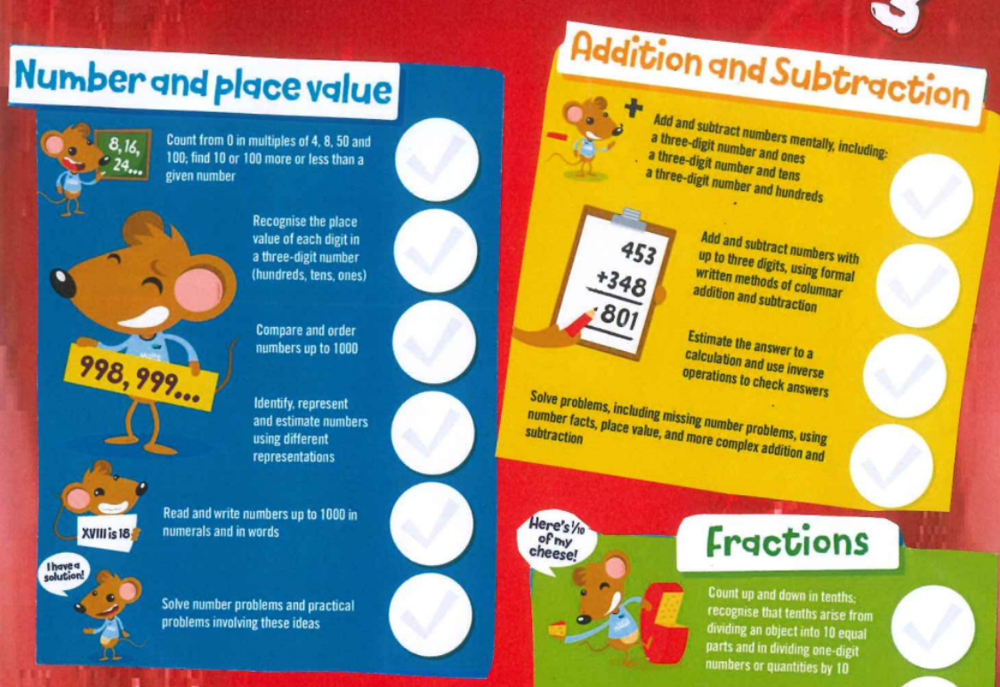 3
Number and place value
8, 16,
24...
Count from 0 in multiples of 4, 8, 50 and
100; find 10 or 100 more or less than a
given number
Recognise the place
value of each digit in
a three-digit number
(hundreds, tens, ones)
Compare and order
numbers up to 1000
998, 999...
Identify, represent
and estimate numbers
using different
representations
XVIII is 18
Read and write numbers up to 1000 in
numerals and in words
I have a
solution!
Solve number problems and practical
problems involving these ideas
Addition and Subtraction
+
Add and subtract numbers mentally, including:
a three-digit number and ones
a three-digit number and tens
a three-digit number and hundreds
453
+348
801
Add and subtract numbers with
up to three digits, using formal
written methods of columnar
addition and subtraction
Estimate the answer to a
calculation and use inverse
operations to check answers
Solve problems, including missing number problems, using
number facts, place value, and more complex addition and
subtraction
Here's 1/10
of my
cheese!
Fractions
Count up and down in tenths;
recognise that tenths arise from
dividing an object into 10 equal
parts and in dividing one-digit
numbers or quantities by 10